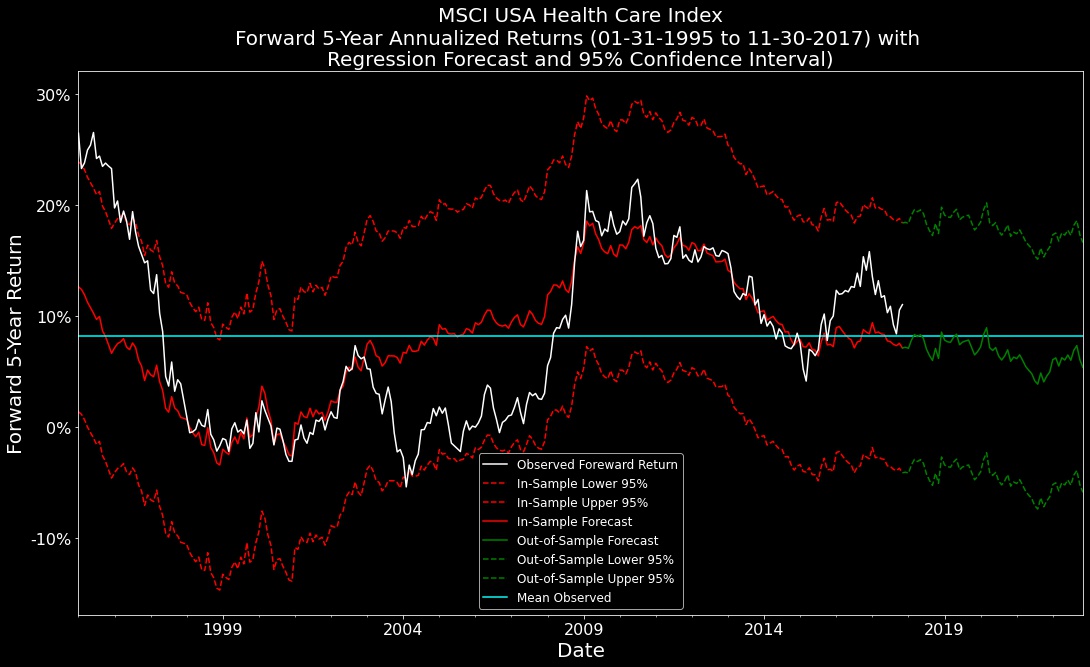 MSCI USA Health Care Index
Forward 5-Year Annualized Returns (01-31-1995 to 11-30-2017) with
Regression Forecast and 95% Confidence Interval)
30%
20%
10%
0%
-10%
Forward 5-Year Return
Observed Foreward Return
In-Sample Lower 95%
In-Sample Upper 95%
In-Sample Forecast
Out-of-Sample Forecast
Out-of-Sample Lower 95%
Out-of-Sample Upper 95%
Mean Observed
1999
2004
2009
2014
2019
Date